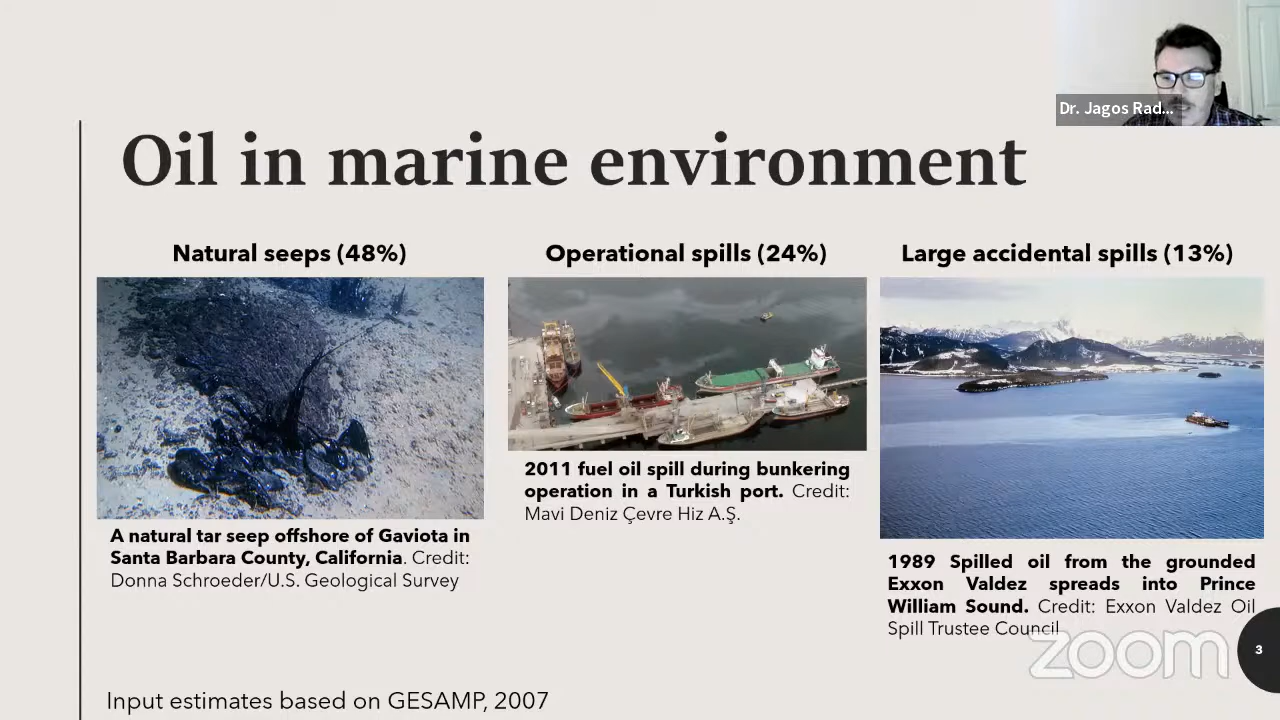 Dr. Jagos Rad...
Oil in marine environment
Natural seeps (48%)
Operational spills (24%)
Large accidental spills (13%)
A natural tar seep offshore of Gaviota in
Santa Barbara County, California. Credit:
Donna Schroeder/U.S. Geological Survey
2011 fuel oil spill during bunkering
operation in a Turkish port. Credit:
Mavi Deniz Çevre Hiz A.Ş.
1989 Spilled oil from the grounded
Exxon Valdez spreads into Prince
William Sound. Credit: Exxon Valdez Oil
Spill Trustee Council
zoom
3
Input estimates based on GESAMP, 2007